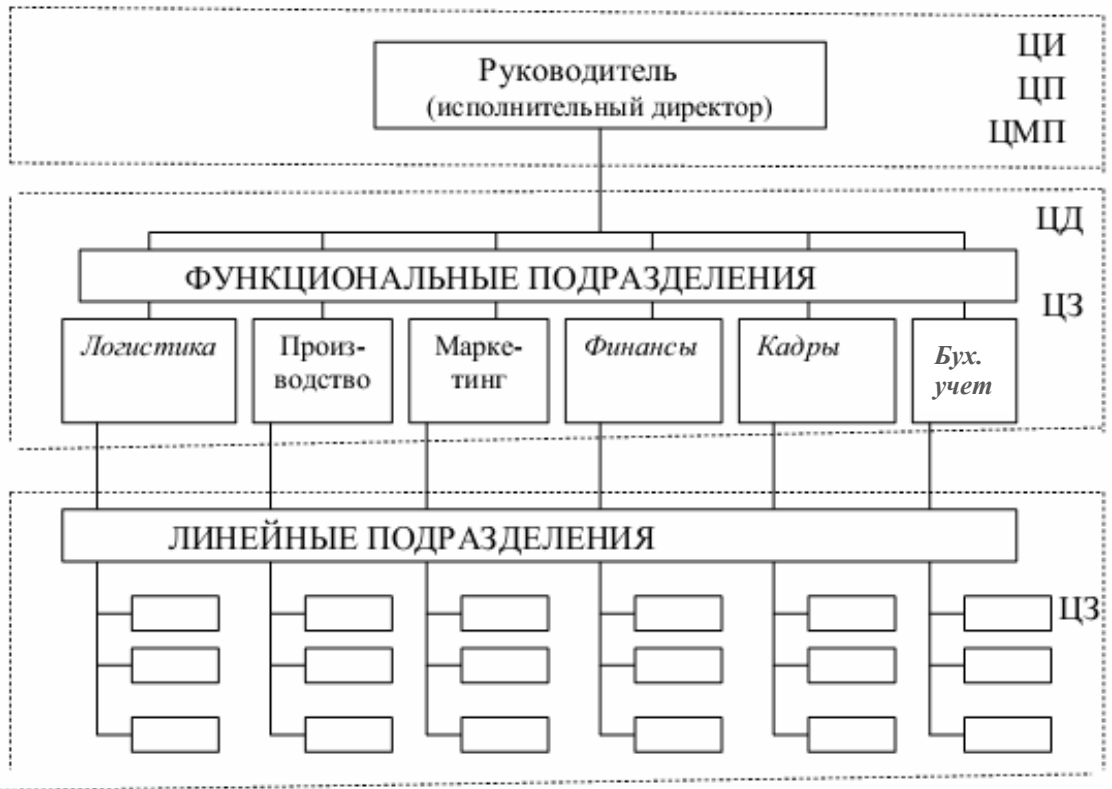 Руководитель
(исполнительный директор)
ЦИ
ЦП
ЦМП
ЦД
ФУНКЦИОНАЛЬНЫЕ ПОДРАЗДЕЛЕНИЯ
ЦЗ
Логистика
Произ-
водство
Марке-
тинг
Финансы
Кадры
Бух.
учет
ЛИНЕЙНЫЕ ПОДРАЗДЕЛЕНИЯ
ЦЗ